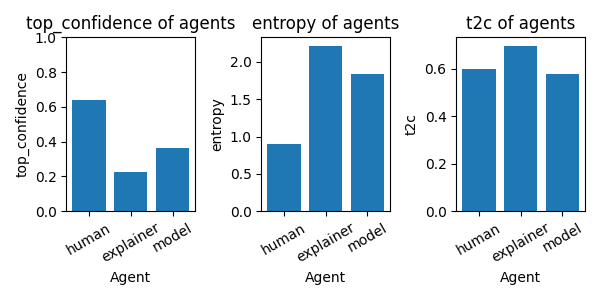 top_confidence of agents
1.0
0.8
0.6
0.4
0.2
0.0
top_confidence
human
explainer
model
Agent
entropy of agents
2.0
1.5
1.0
0.5
0.0
entropy
human
explainer
model
Agent
t2c of agents
0.6
0.4
0.2
0.0
t2c
human
explainer
model
Agent